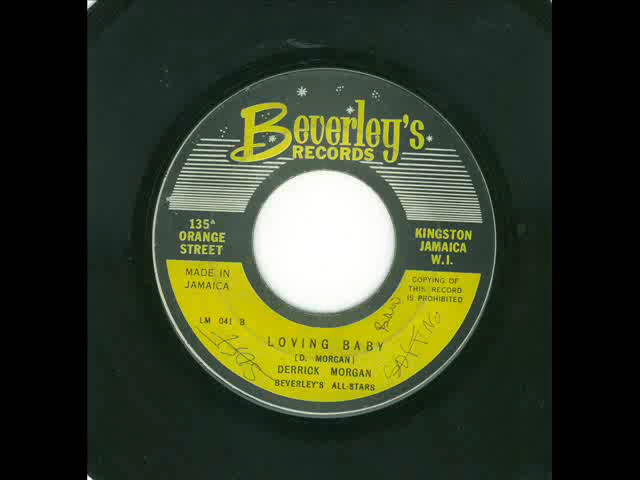 Beverley's
RECORDS
135A
ORANGE
STREET
KINGSTON
JAMAICA
W.I.
MADE IN
JAMAICA
COPYING OF
THIS RECORD
IS PROHIBITED
LM 041 B
LOVING BABY
(D. MORGAN)
DERRICK MORGAN
BEVERLEY'S ALL-STARS